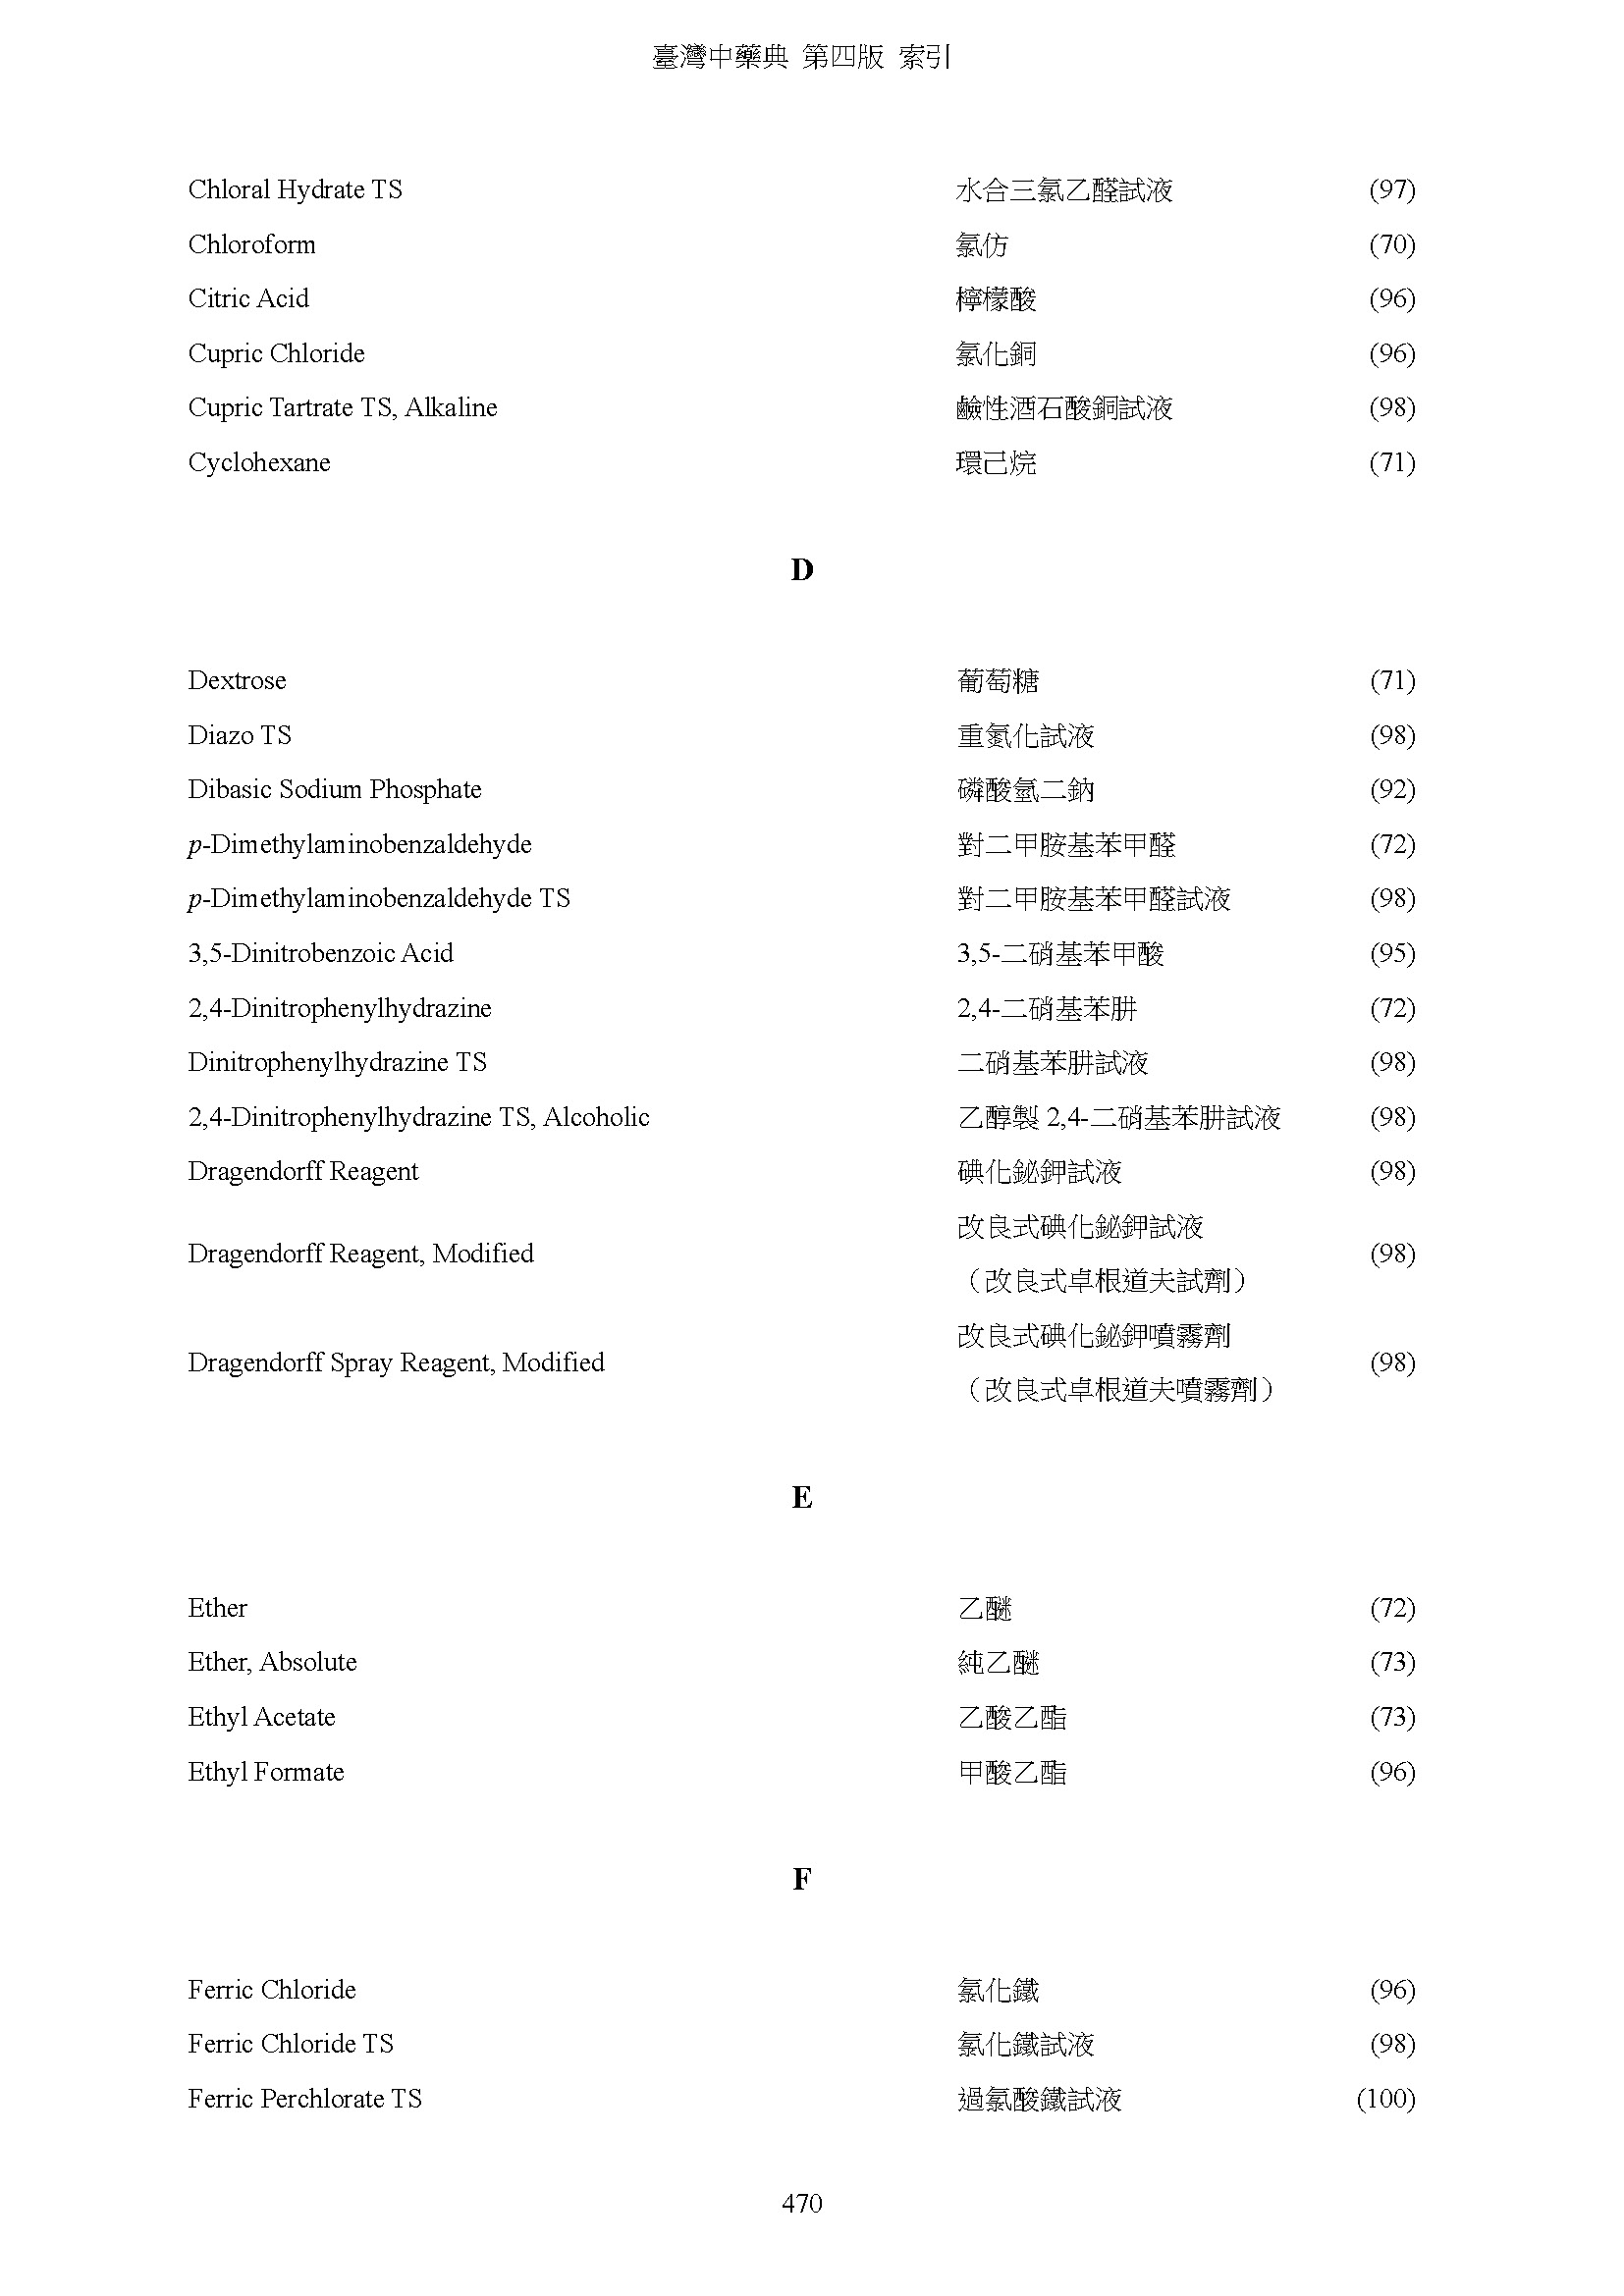 臺灣中藥典 第四版 索引
Chloral Hydrate TS 水合三氯乙醛試液 (97)
Chloroform 氯仿 (70)
Citric Acid 檸檬酸 (96)
Cupric Chloride 氯化銅 (96)
Cupric Tartrate TS, Alkaline 鹼性酒石酸銅試液 (98)
Cyclohexane 環己烷 (71)
D
Dextrose 葡萄糖 (71)
Diazo TS 重氮化試液 (98)
Dibasic Sodium Phosphate 磷酸氫二鈉 (92)
p-Dimethylaminobenzaldehyde 對二甲胺基苯甲醛 (72)
p-Dimethylaminobenzaldehyde TS 對二甲胺基苯甲醛試液 (98)
3,5-Dinitrobenzoic Acid 3,5-二硝基苯甲酸 (95)
2,4-Dinitrophenylhydrazine 2,4-二硝基苯肼 (72)
Dinitrophenylhydrazine TS 二硝基苯肼試液 (98)
2,4-Dinitrophenylhydrazine TS, Alcoholic 乙醇製 2,4-二硝基苯肼試液 (98)
Dragendorff Reagent 碘化鉍鉀試液 (98)
改良式碘化鉍鉀試液
Dragendorff Reagent, Modified (98)
（改良式卓根道夫試劑）
改良式碘化鉍鉀噴霧劑
Dragendorff Spray Reagent, Modified (98)
（改良式卓根道夫噴霧劑）
E
Ether 乙醚 (72)
Ether, Absolute 純乙醚 (73)
Ethyl Acetate 乙酸乙酯 (73)
Ethyl Formate 甲酸乙酯 (96)
F
Ferric Chloride 氯化鐵 (96)
Ferric Chloride TS 氯化鐵試液 (98)
Ferric Perchlorate TS 過氯酸鐵試液 (100)
470